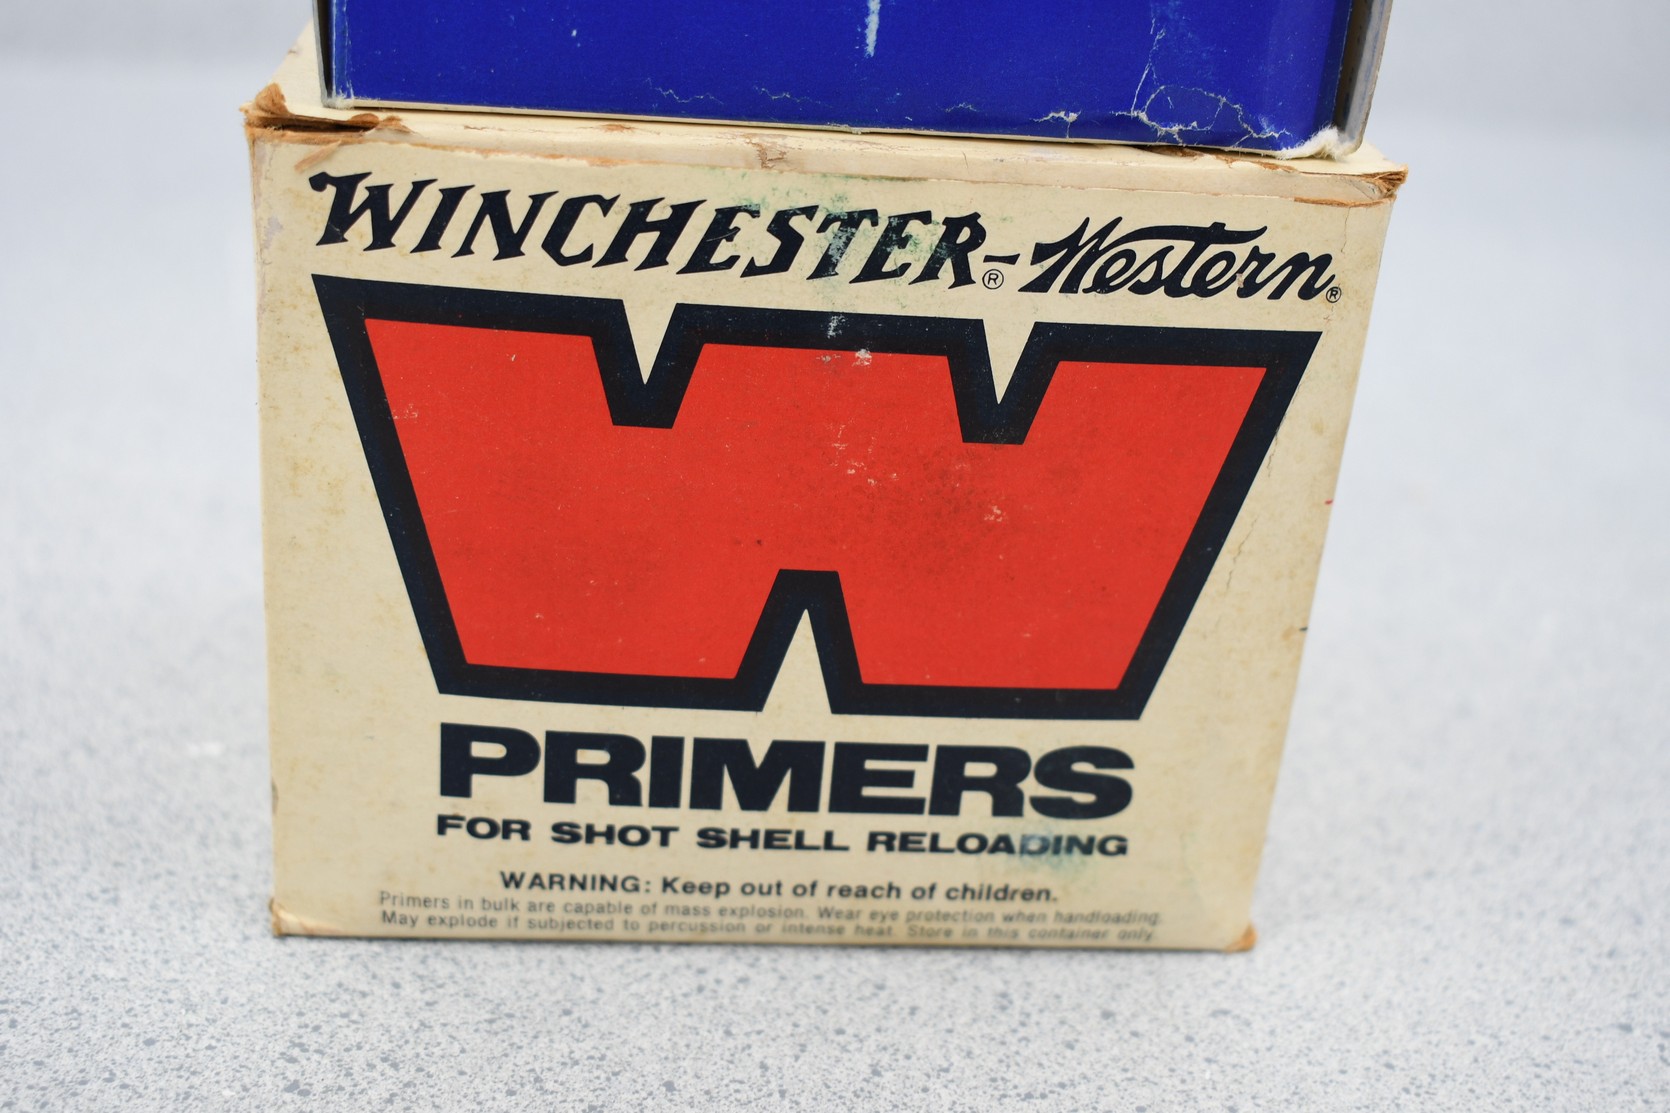 WINCHESTER®-Western®
W
PRIMERS
FOR SHOT SHELL RELOADING
WARNING: Keep out of reach of children.
Primers in bulk are capable of mass explosion. Wear eye protection when handloading.
May explode if subjected to percussion or intense heat. Store in this container only.